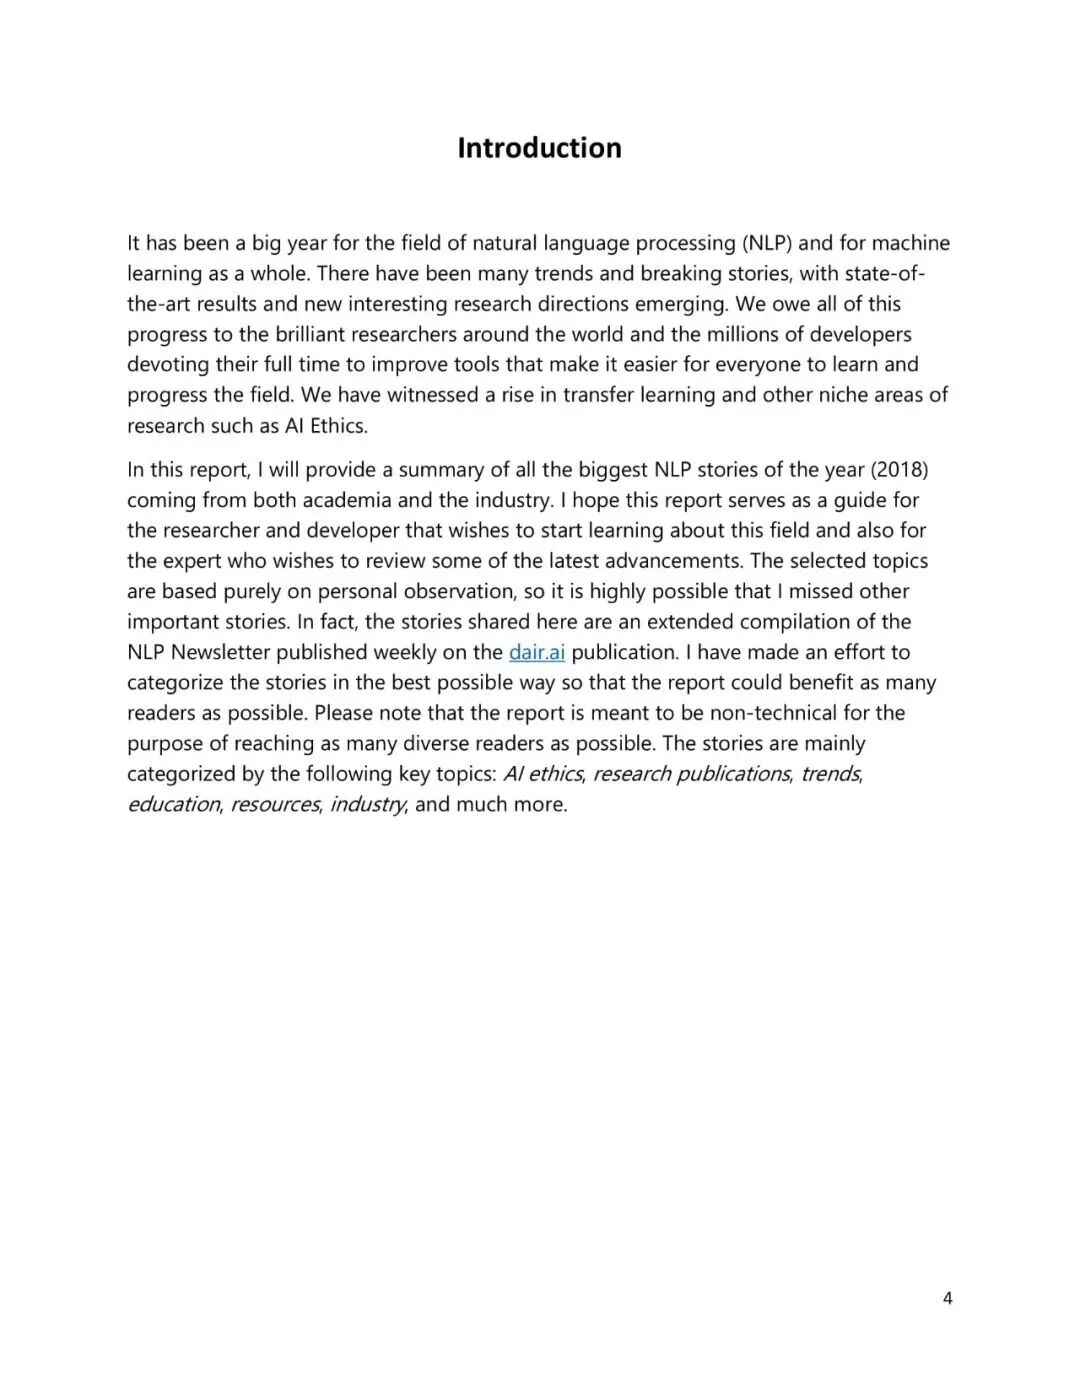 Introduction
It has been a big year for the field of natural language processing (NLP) and for machine
learning as a whole. There have been many trends and breaking stories, with state-of-
the-art results and new interesting research directions emerging. We owe all of this
progress to the brilliant researchers around the world and the millions of developers
devoting their full time to improve tools that make it easier for everyone to learn and
progress the field. We have witnessed a rise in transfer learning and other niche areas of
research such as AI Ethics.
In this report, I will provide a summary of all the biggest NLP stories of the year (2018)
coming from both academia and the industry. I hope this report serves as a guide for
the researcher and developer that wishes to start learning about this field and also for
the expert who wishes to review some of the latest advancements. The selected topics
are based purely on personal observation, so it is highly possible that I missed other
important stories. In fact, the stories shared here are an extended compilation of the
NLP Newsletter published weekly on the dair.ai publication. I have made an effort to
categorize the stories in the best possible way so that the report could benefit as many
readers as possible. Please note that the report is meant to be non-technical for the
purpose of reaching as many diverse readers as possible. The stories are mainly
categorized by the following key topics: AI ethics, research publications, trends,
education, resources, industry, and much more.
4